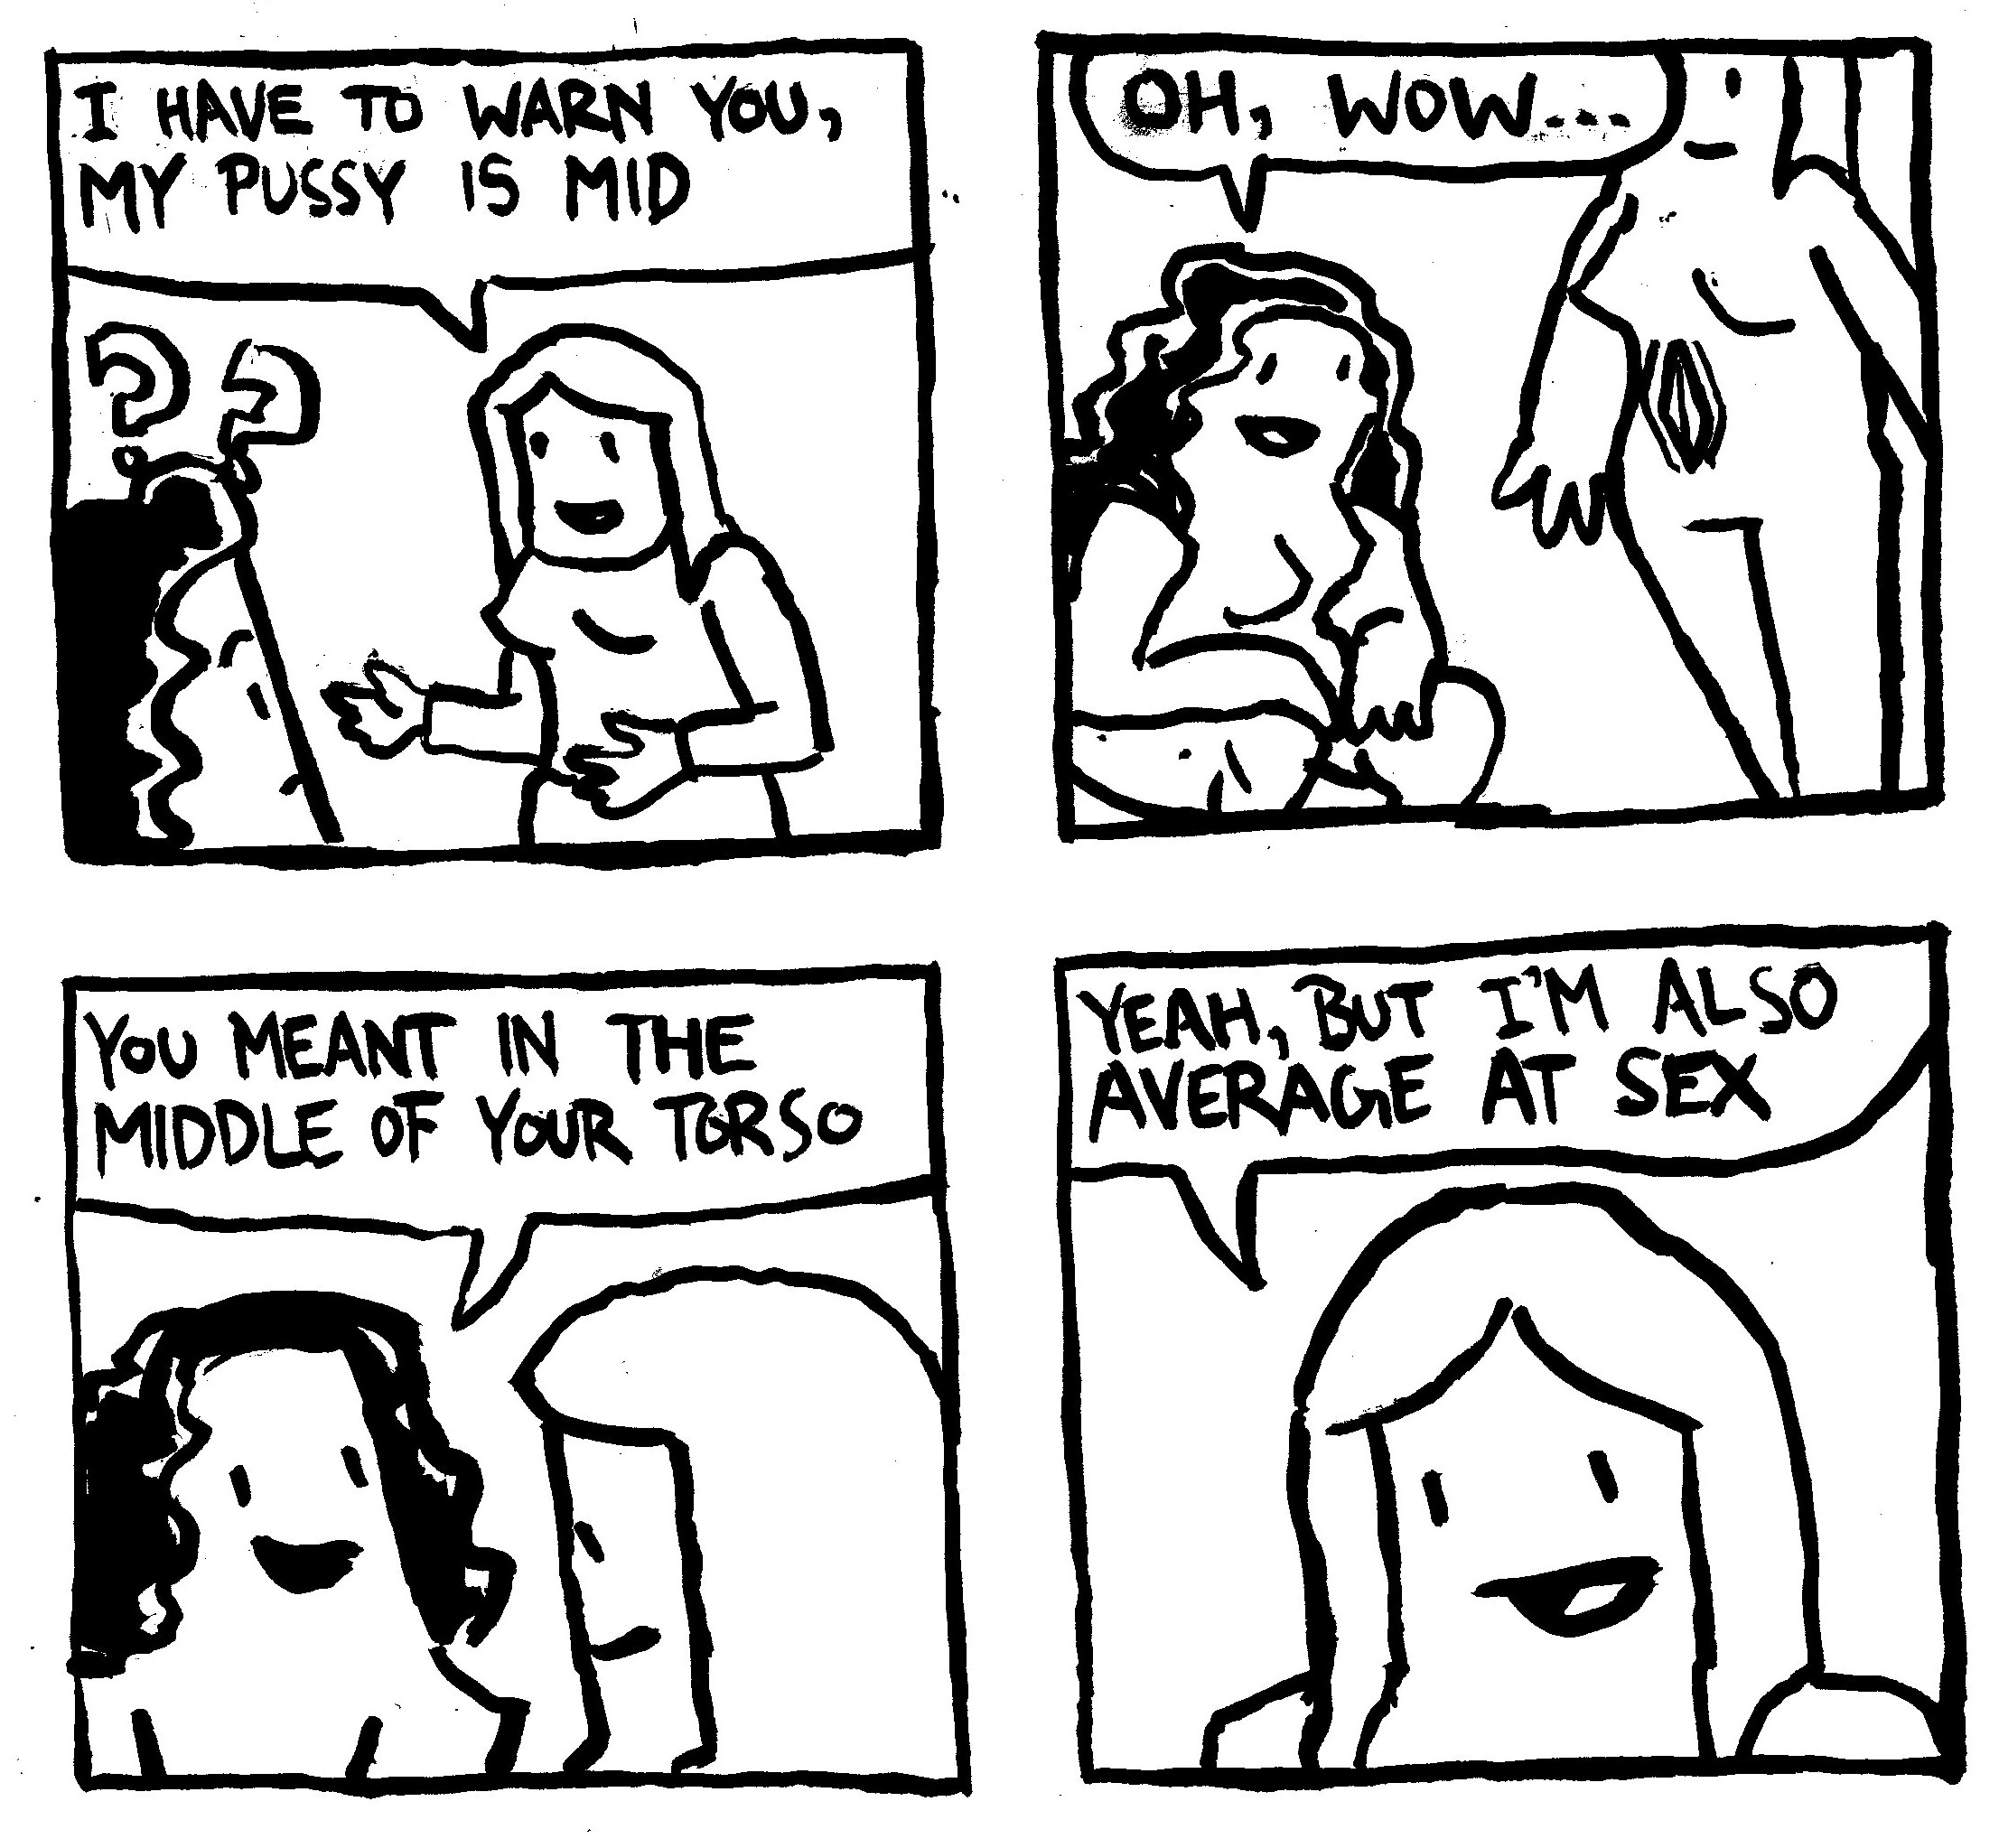 I HAVE TO WARN YOU,
MY PUSSY IS MID
??
OH, WOW...
YOU MEANT IN THE
MIDDLE OF YOUR TORSO
YEAH, BUT I'M ALSO
AVERAGE AT SEX